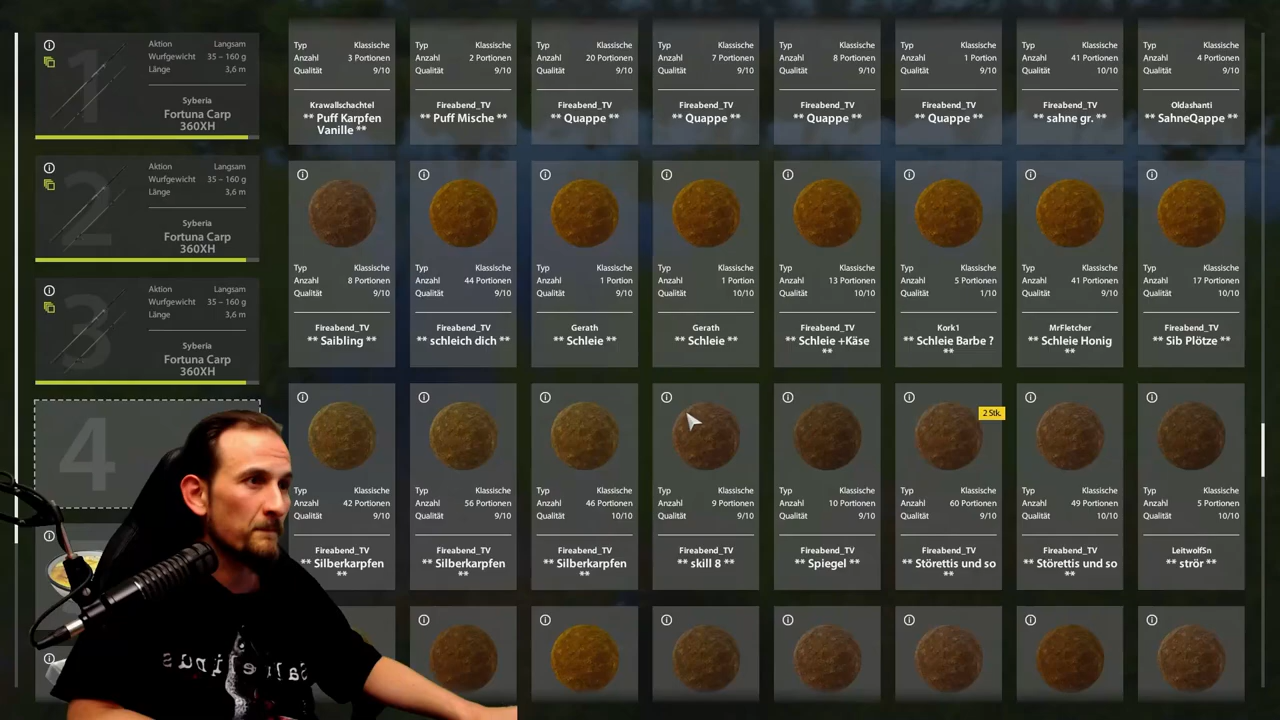 1
Aktion Langsam
Wurfgewicht 35 – 160 g
Länge 3,6 m
Syberia
Fortuna Carp
360XH
2
Aktion Langsam
Wurfgewicht 35 – 160 g
Länge 3,6 m
Syberia
Fortuna Carp
360XH
3
Aktion Langsam
Wurfgewicht 35 – 160 g
Länge 3,6 m
Syberia
Fortuna Carp
360XH
4
Typ Klassische
Anzahl 3 Portionen
Qualität 9/10
Krawallschachtel
** Puff Karpfen
Vanille **
Typ Klassische
Anzahl 2 Portionen
Qualität 9/10
Fireabend_TV
** Puff Mische **
Typ Klassische
Anzahl 20 Portionen
Qualität 9/10
Fireabend_TV
** Quappe **
Typ Klassische
Anzahl 7 Portionen
Qualität 9/10
Fireabend_TV
** Quappe **
Typ Klassische
Anzahl 8 Portionen
Qualität 9/10
Fireabend_TV
** Quappe **
Typ Klassische
Anzahl 1 Portion
Qualität 9/10
Fireabend_TV
** Quappe **
Typ Klassische
Anzahl 41 Portionen
Qualität 10/10
Fireabend_TV
** sahne gr. **
Typ Klassische
Anzahl 4 Portionen
Qualität 9/10
Oldashanti
** SahneQappe **
Typ Klassische
Anzahl 8 Portionen
Qualität 9/10
Fireabend_TV
** Saibling **
Typ Klassische
Anzahl 44 Portionen
Qualität 9/10
Fireabend_TV
** schleich dich **
Typ Klassische
Anzahl 1 Portion
Qualität 9/10
Gerath
** Schleie **
Typ Klassische
Anzahl 1 Portion
Qualität 10/10
Gerath
** Schleie **
Typ Klassische
Anzahl 13 Portionen
Qualität 10/10
Fireabend_TV
** Schleie +Käse
**
Typ Klassische
Anzahl 5 Portionen
Qualität 1/10
Kork1
** Schleie Barbe ?
**
Typ Klassische
Anzahl 41 Portionen
Qualität 9/10
MrFletcher
** Schleie Honig
**
Typ Klassische
Anzahl 17 Portionen
Qualität 10/10
Fireabend_TV
** Sib Plötze **
Typ Klassische
Anzahl 42 Portionen
Qualität 9/10
Fireabend_TV
** Silberkarpfen
**
Typ Klassische
Anzahl 56 Portionen
Qualität 9/10
Fireabend_TV
** Silberkarpfen
**
Typ Klassische
Anzahl 46 Portionen
Qualität 10/10
Fireabend_TV
** Silberkarpfen
**
Typ Klassische
Anzahl 9 Portionen
Qualität 9/10
Fireabend_TV
** skill 8 **
Typ Klassische
Anzahl 10 Portionen
Qualität 9/10
Fireabend_TV
** Spiegel **
2 Stk.
Typ Klassische
Anzahl 60 Portionen
Qualität 9/10
Fireabend_TV
** Störettis und so
**
Typ Klassische
Anzahl 49 Portionen
Qualität 10/10
Fireabend_TV
** Störettis und so
**
Typ Klassische
Anzahl 5 Portionen
Qualität 10/10
LeitwolfSn
** strör **